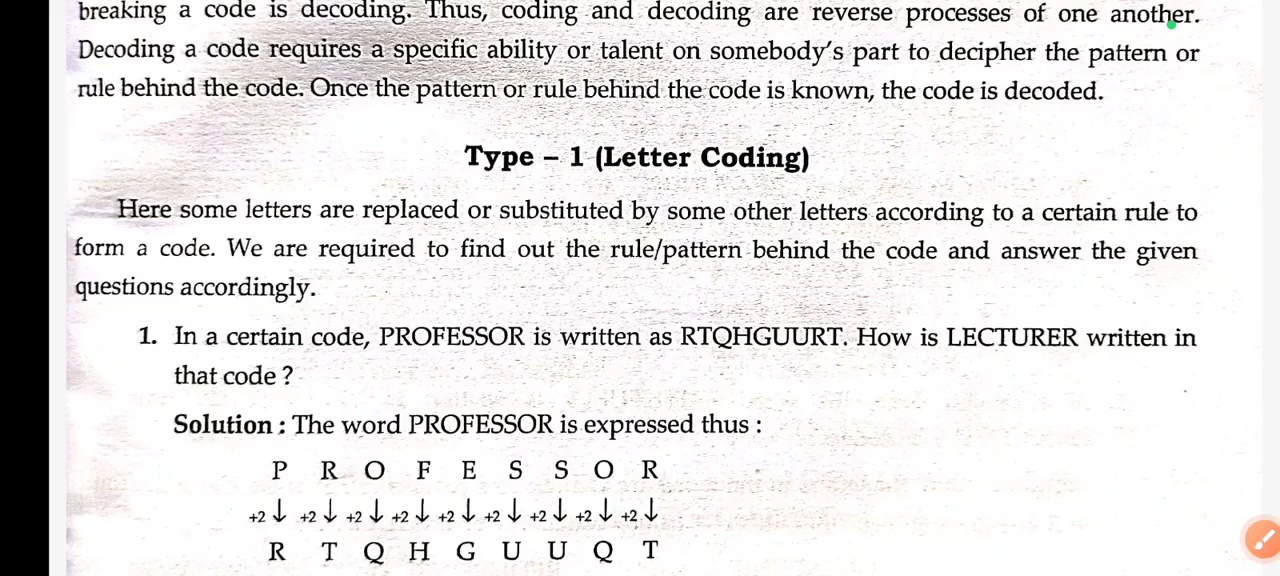 breaking a code is decoding. Thus, coding and decoding are reverse processes of one another.
Decoding a code requires a specific ability or talent on somebody's part to decipher the pattern or
rule behind the code. Once the pattern or rule behind the code is known, the code is decoded.
Type – 1 (Letter Coding)
Here some letters are replaced or substituted by some other letters according to a certain rule to
form a code. We are required to find out the rule/pattern behind the code and answer the given
questions accordingly.
1. In a certain code, PROFESSOR is written as RTQHGUURT. How is LECTURER written in
that code ?
Solution : The word PROFESSOR is expressed thus :
P R O F E S S O R
+2 ↓ +2 ↓ +2 ↓ +2 ↓ +2 ↓ +2 ↓ +2 ↓ +2 ↓ +2 ↓
R T Q H G U U Q T